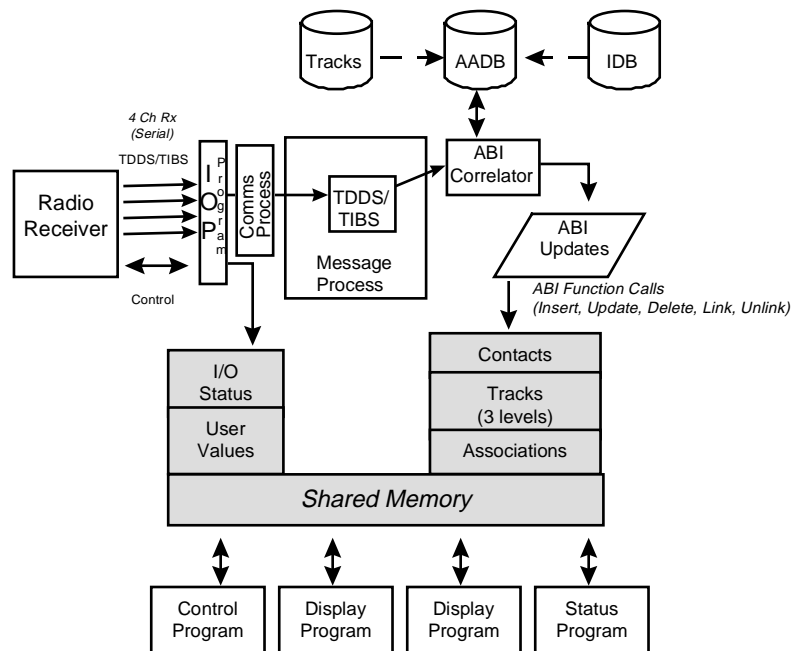 Tracks
AADB
IDB
4 Ch Rx
(Serial)
TDDS/TIBS
Radio
Receiver
Control
IOP
Program
Comms
Process
TDDS/
TIBS
Message
Process
ABI
Correlator
ABI
Updates
ABI Function Calls
(Insert, Update, Delete, Link, Unlink)
I/O
Status
User
Values
Contacts
Tracks
(3 levels)
Associations
Shared Memory
Control
Program
Display
Program
Display
Program
Status
Program